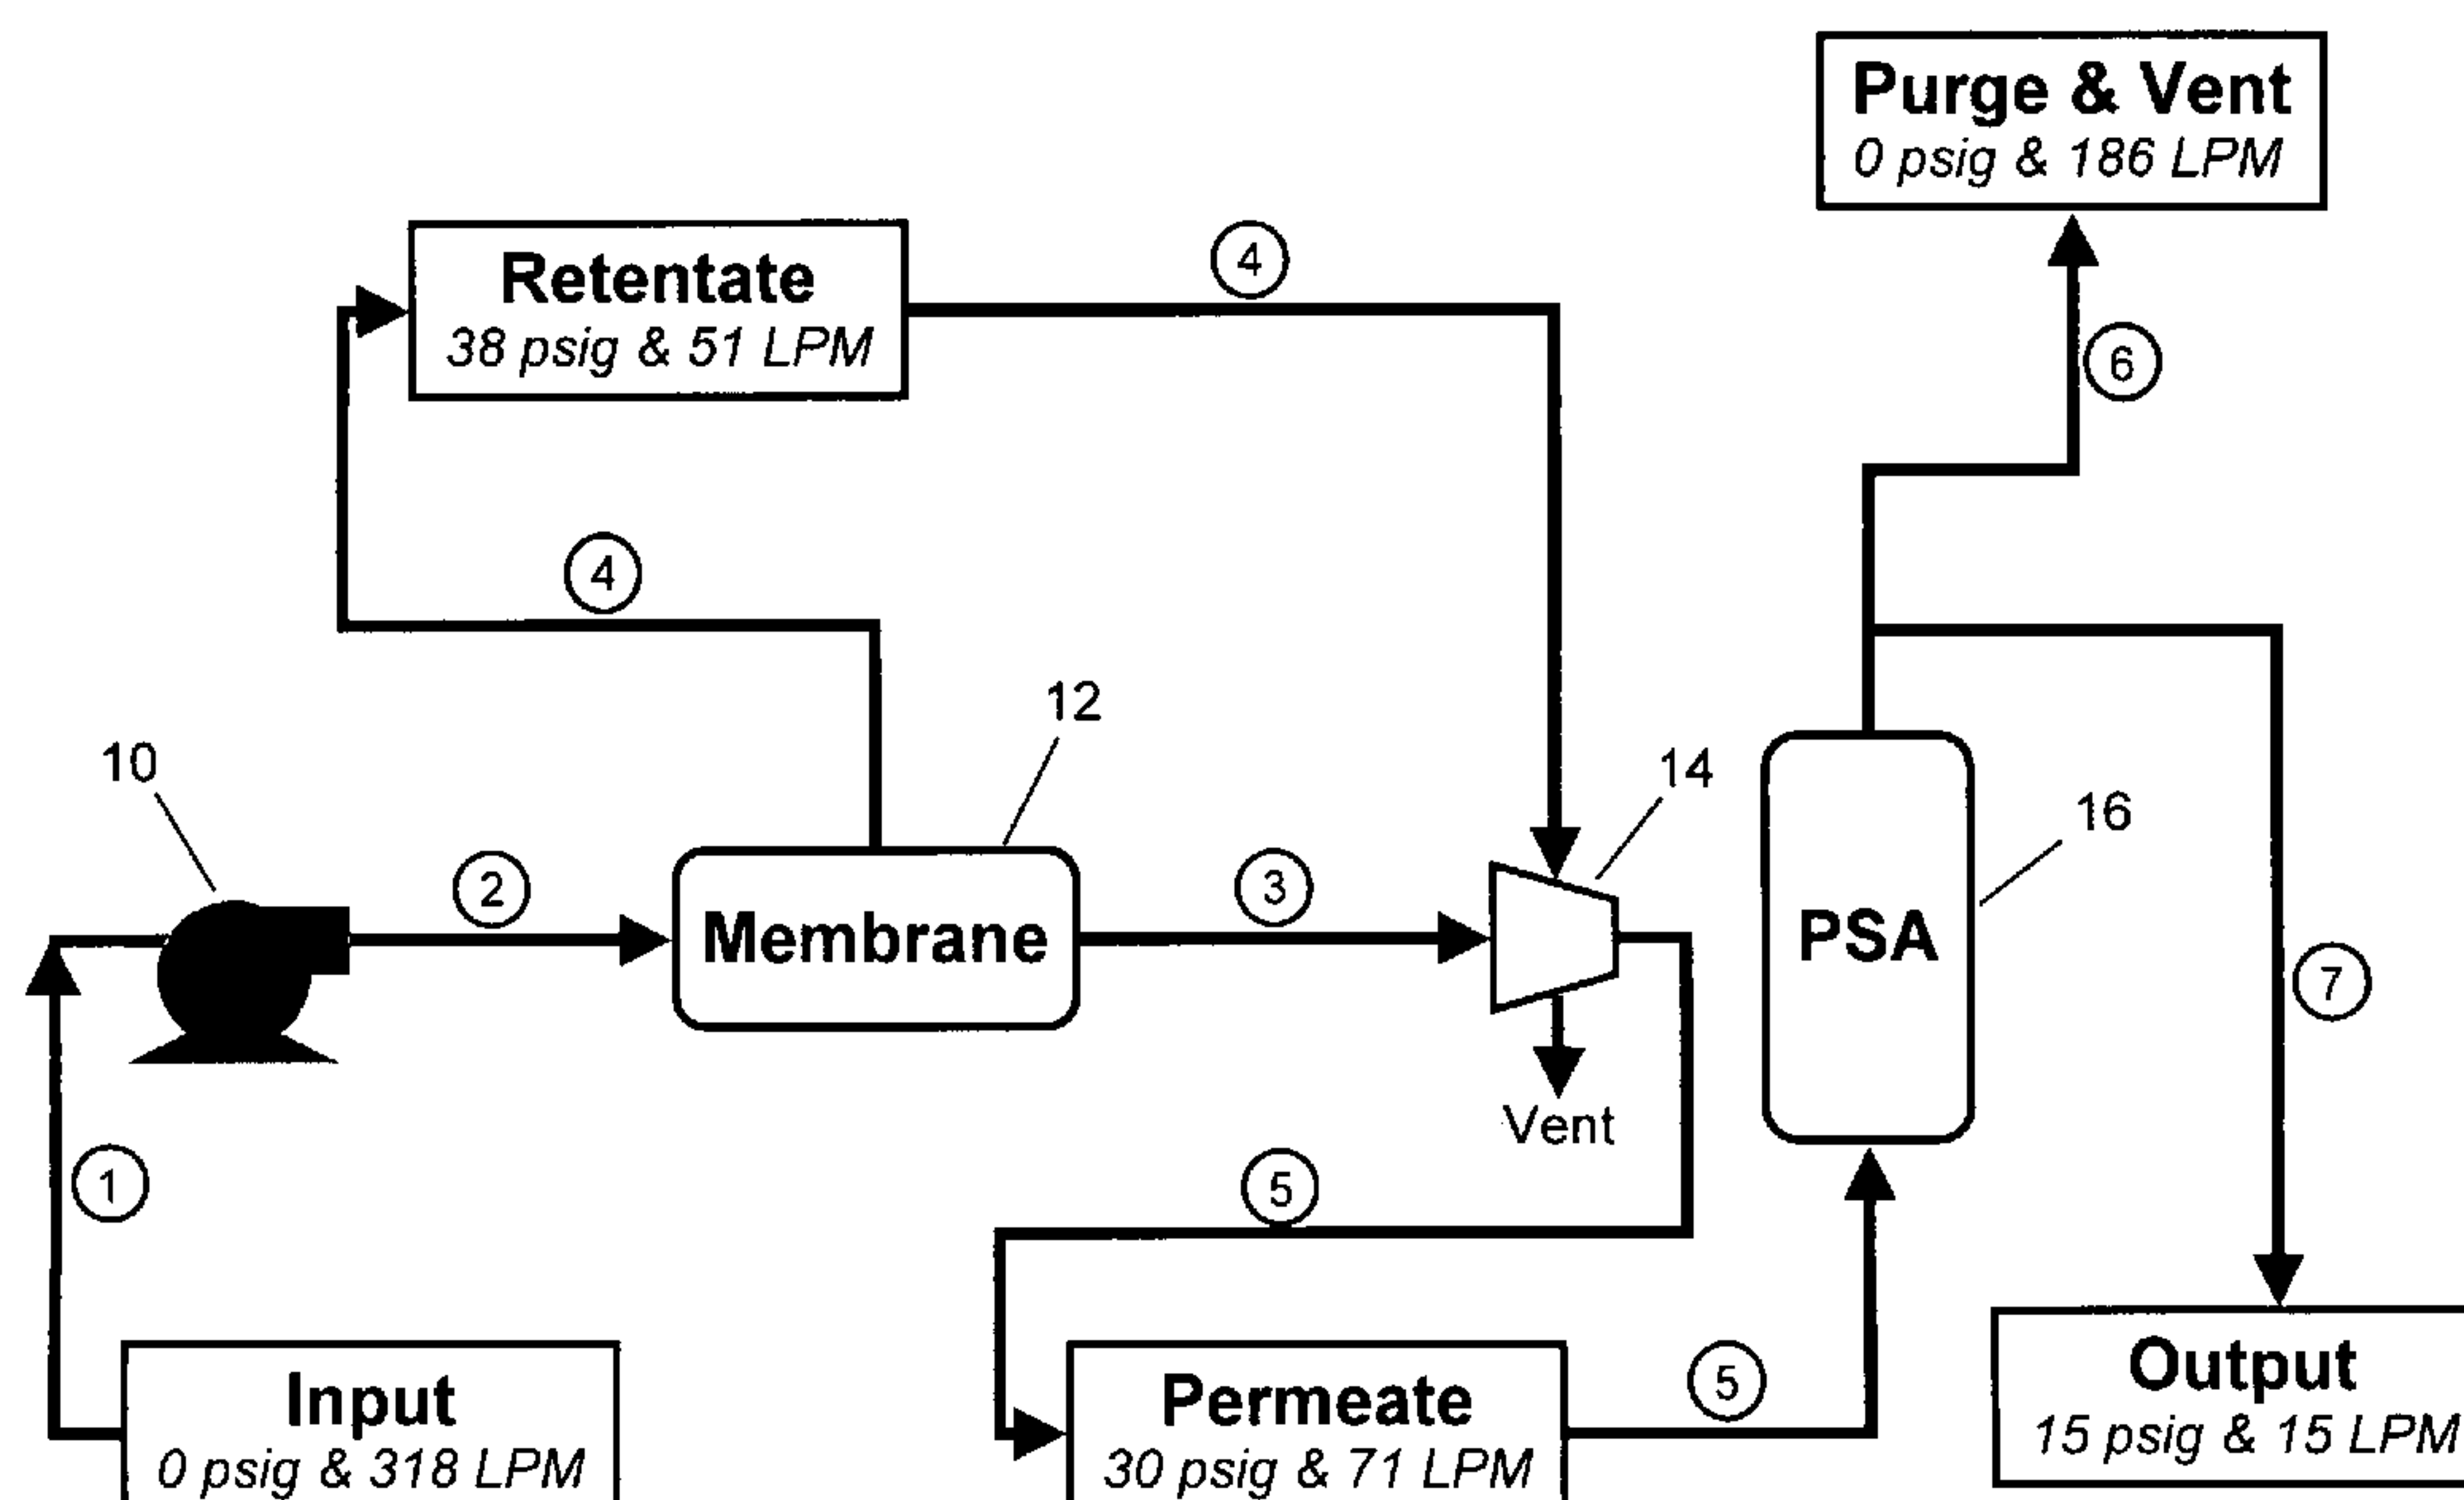 Purge & Vent
0 psig & 186 LPM
Retentate
38 psig & 51 LPM
4
6
4
12
10
14
16
2
3
Membrane
PSA
7
Vent
1
5
5
Input
0 psig & 318 LPM
Permeate
30 psig & 71 LPM
Output
15 psig & 15 LPM